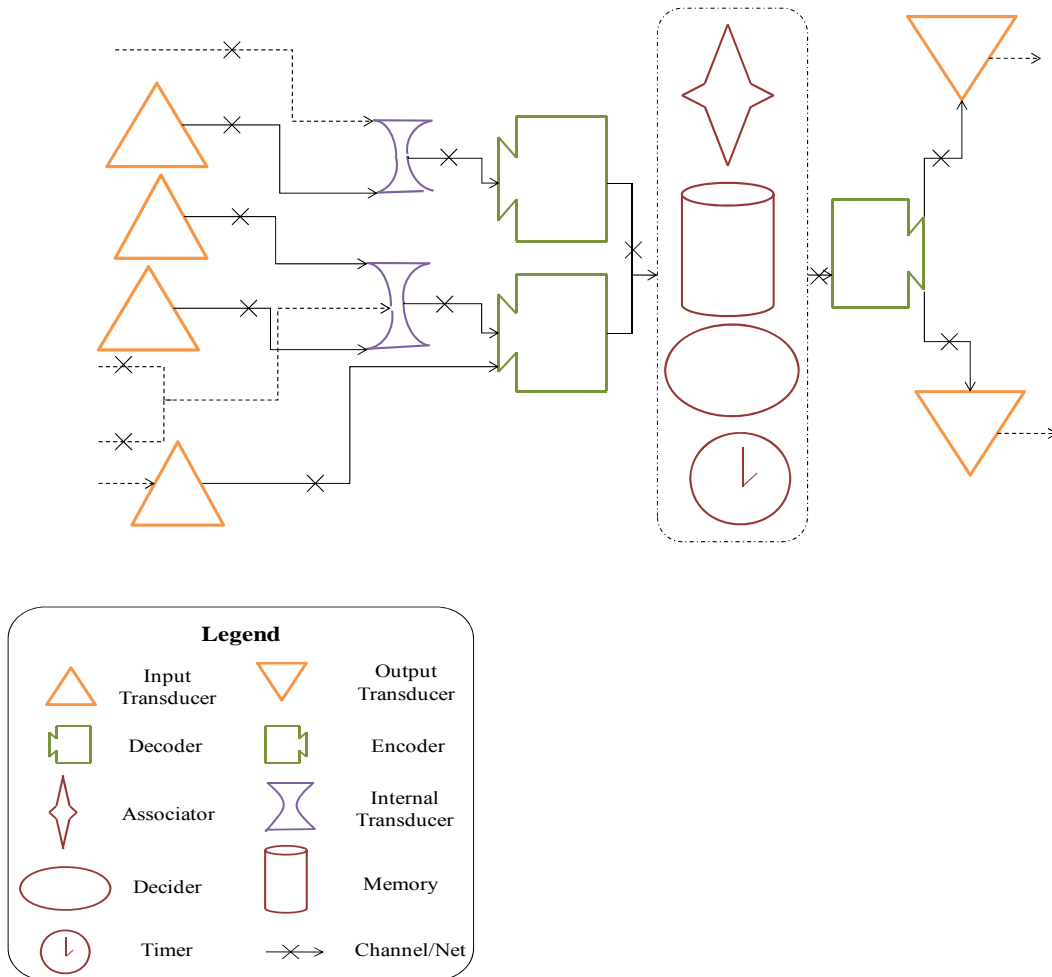 Legend
Input
Transducer
Output
Transducer
Decoder
Encoder
Associator
Internal
Transducer
Decider
Memory
Timer
Channel/Net